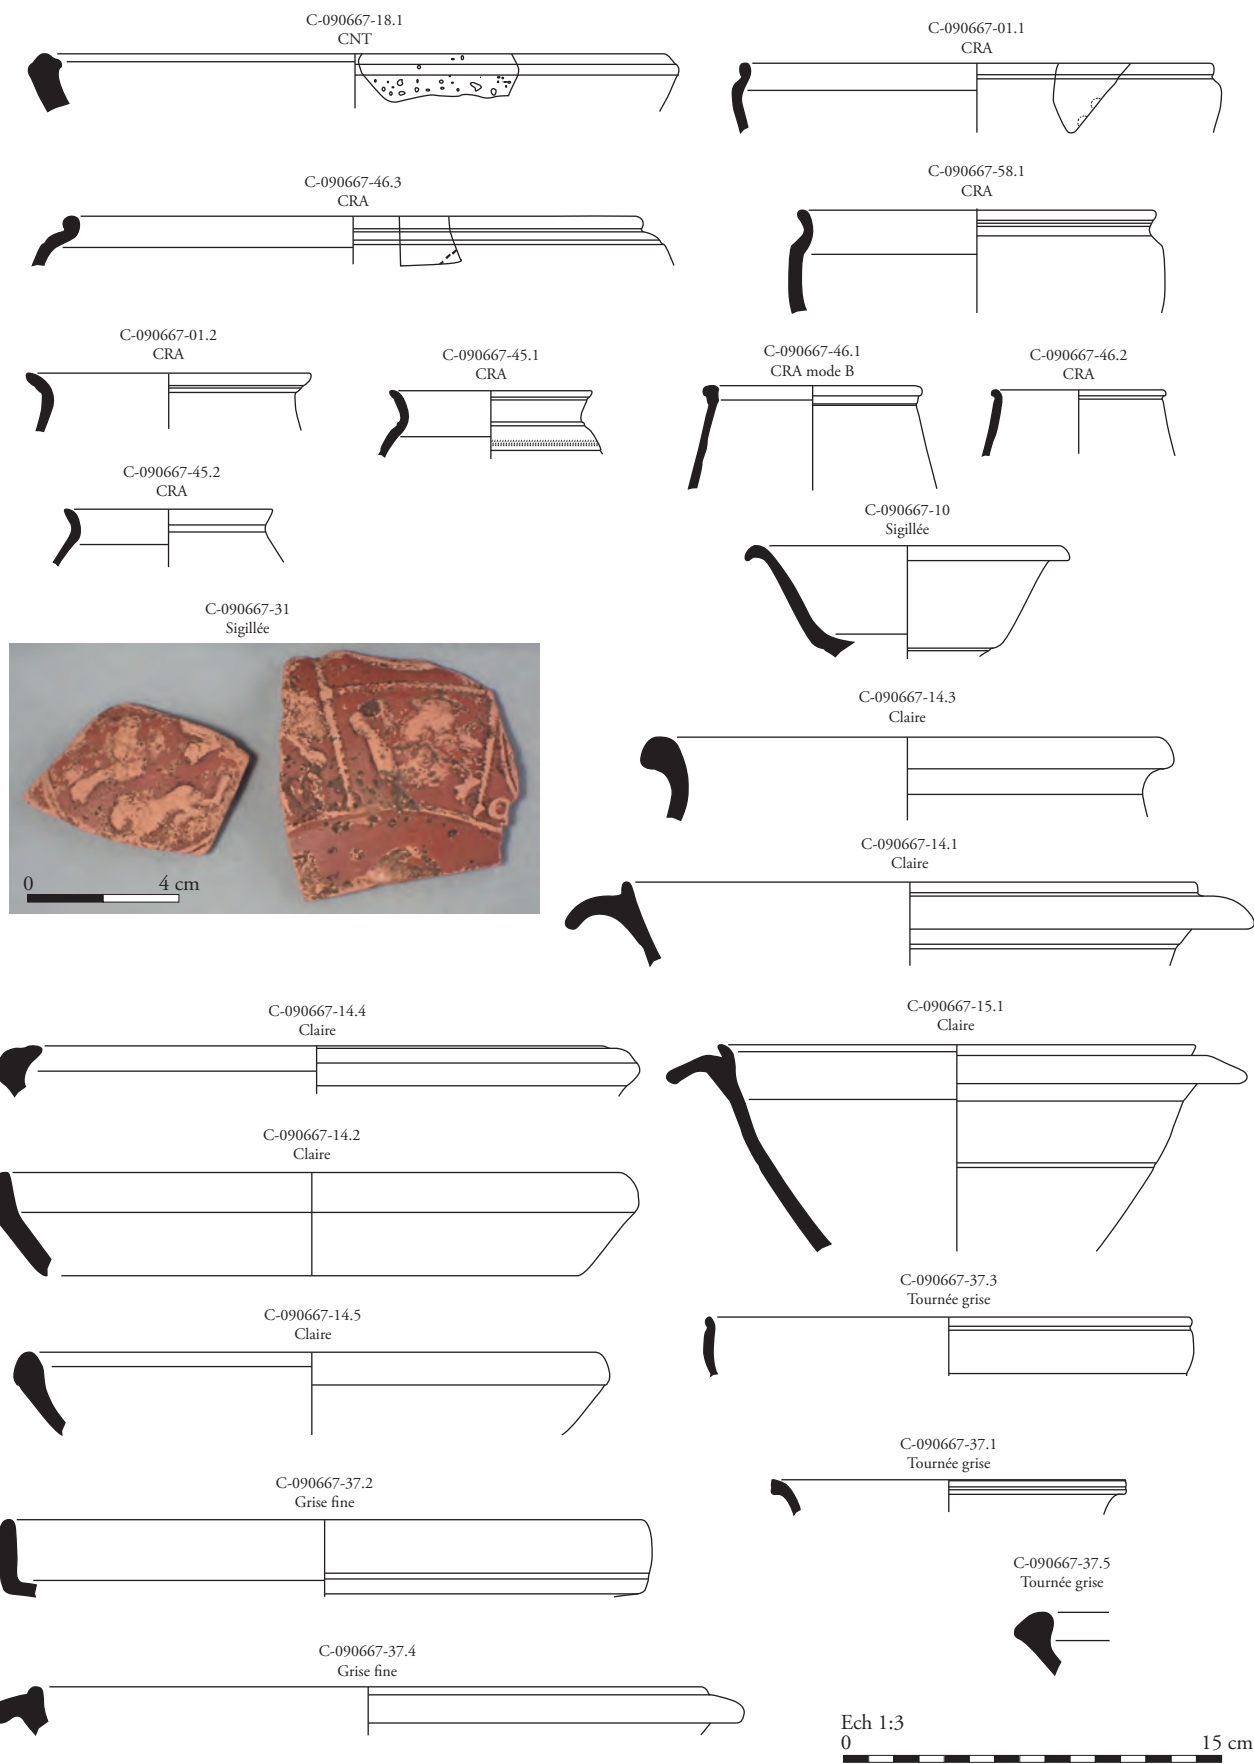 C-090667-18.1
CNT
C-090667-01.1
CRA
C-090667-46.3
CRA
C-090667-58.1
CRA
C-090667-01.2
CRA
C-090667-45.1
CRA
C-090667-46.1
CRA mode B
C-090667-46.2
CRA
C-090667-45.2
CRA
C-090667-10
Sigillée
C-090667-31
Sigillée
0 4 cm
C-090667-14.3
Claire
C-090667-14.1
Claire
C-090667-14.4
Claire
C-090667-15.1
Claire
C-090667-14.2
Claire
C-090667-37.3
Tournée grise
C-090667-14.5
Claire
C-090667-37.1
Tournée grise
C-090667-37.2
Grise fine
C-090667-37.5
Tournée grise
C-090667-37.4
Grise fine
Ech 1:3
0 15 cm